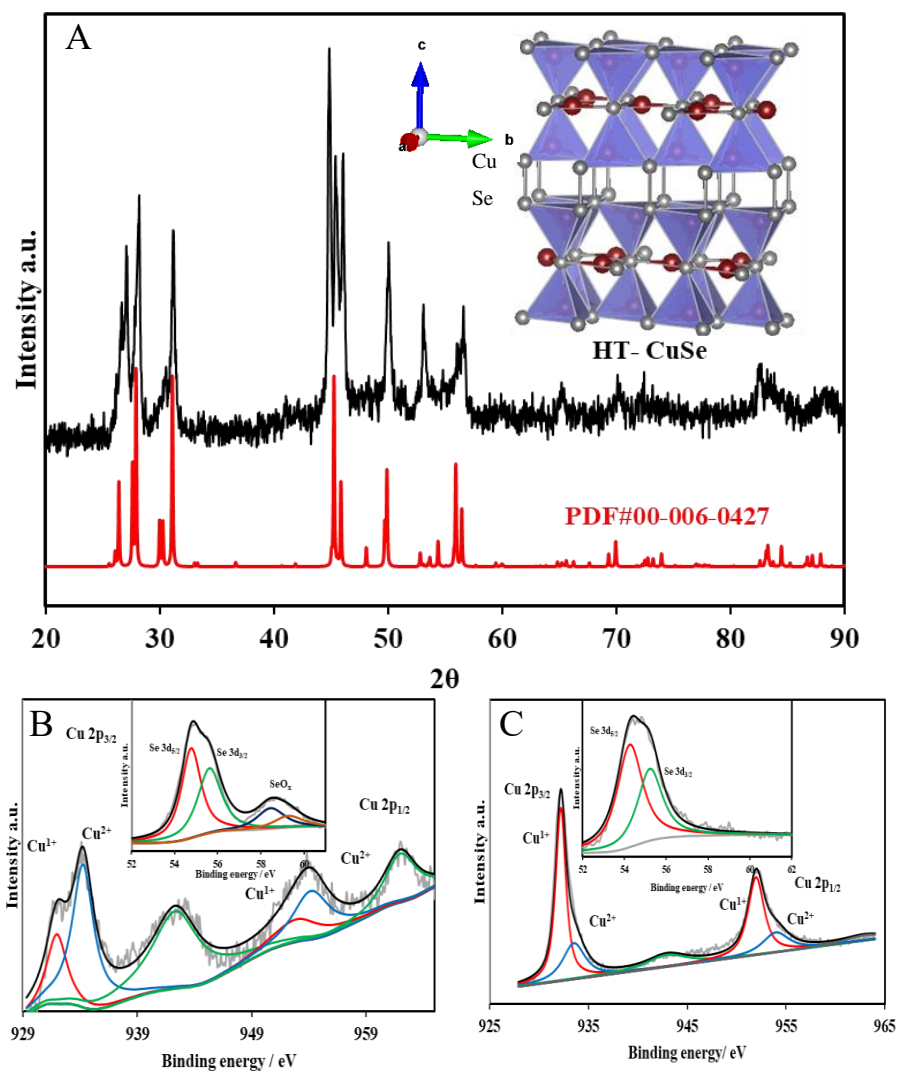 A
c
a
b
Cu
Se
HT- CuSe
Intensity a.u.
PDF#00-006-0427
20 30 40 50 60 70 80 90
2θ
B
Cu 2p3/2
Cu1+
Cu2+
Cu1+
Cu2+
Cu 2p1/2
Intensity a.u.
929 939 949 959
Binding energy / eV
Se 3d5/2
Se 3d3/2
SeOx
Intensity a.u.
52 54 56 58 60
Binding energy / eV
C
Cu 2p3/2
Cu1+
Cu2+
Cu1+
Cu 2p1/2
Cu2+
Intensity a.u.
925 935 945 955 965
Binding energy/ eV
Se 3d5/2
Se 3d3/2
Intensity a.u.
52 54 56 58 60 62
Binding energy / eV